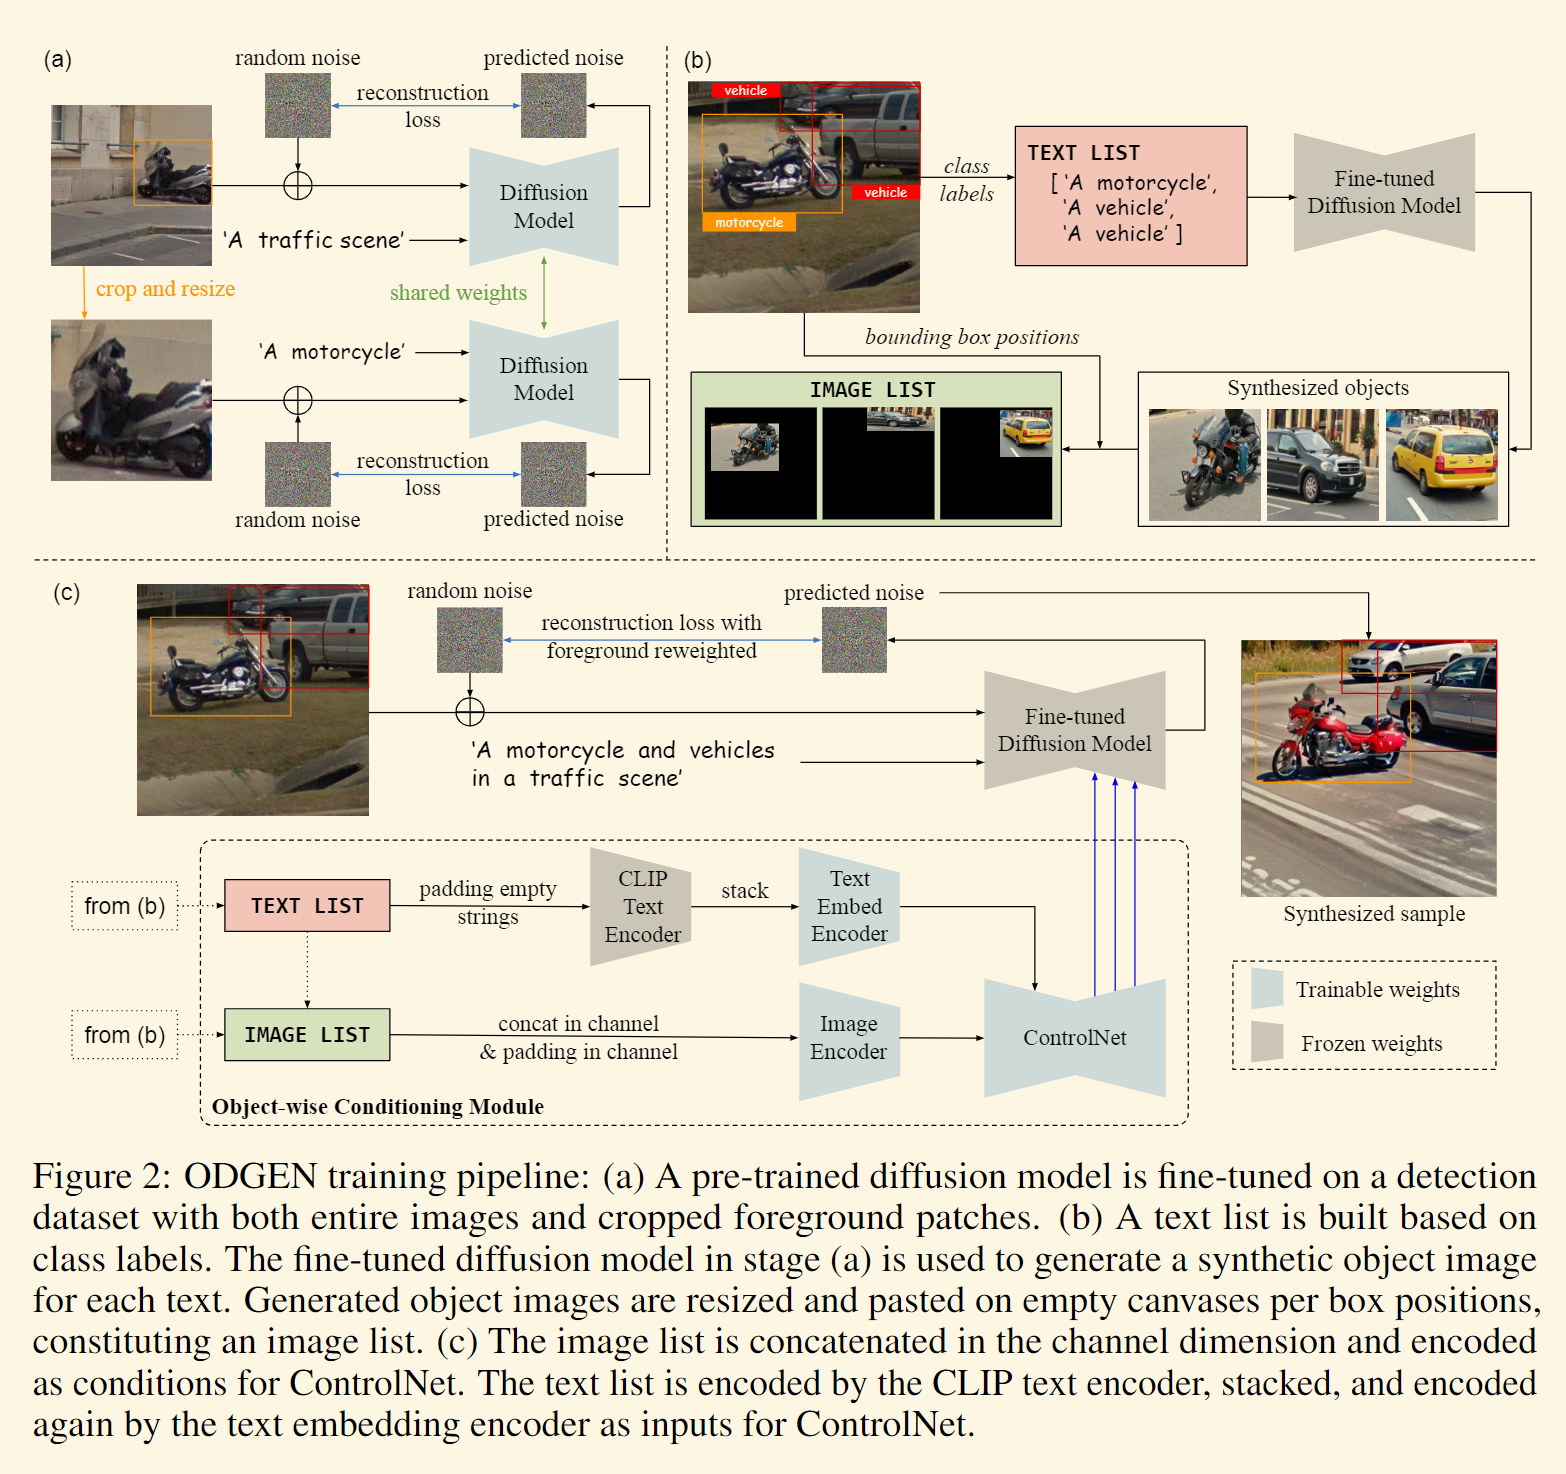 (a)
random noise
predicted noise
reconstruction
loss
Diffusion
Model
‘A traffic scene’
crop and resize
shared weights
‘A motorcycle’
Diffusion
Model
reconstruction
loss
random noise
predicted noise
(b)
vehicle
vehicle
motorcycle
class
labels
TEXT LIST
[ ‘A motorcycle’,
‘A vehicle’,
‘A vehicle’ ]
Fine-tuned
Diffusion Model
bounding box positions
IMAGE LIST
Synthesized objects
(c)
random noise
predicted noise
reconstruction loss with
foreground reweighted
‘A motorcycle and vehicles
in a traffic scene’
Fine-tuned
Diffusion Model
Synthesized sample
from (b)
TEXT LIST
padding empty
strings
CLIP
Text
Encoder
stack
Text
Embed
Encoder
from (b)
IMAGE LIST
concat in channel
& padding in channel
Image
Encoder
ControlNet
Object-wise Conditioning Module
Trainable weights
Frozen weights
Figure 2: ODGEN training pipeline: (a) A pre-trained diffusion model is fine-tuned on a detection
dataset with both entire images and cropped foreground patches. (b) A text list is built based on
class labels. The fine-tuned diffusion model in stage (a) is used to generate a synthetic object image
for each text. Generated object images are resized and pasted on empty canvases per box positions,
constituting an image list. (c) The image list is concatenated in the channel dimension and encoded
as conditions for ControlNet. The text list is encoded by the CLIP text encoder, stacked, and encoded
again by the text embedding encoder as inputs for ControlNet.